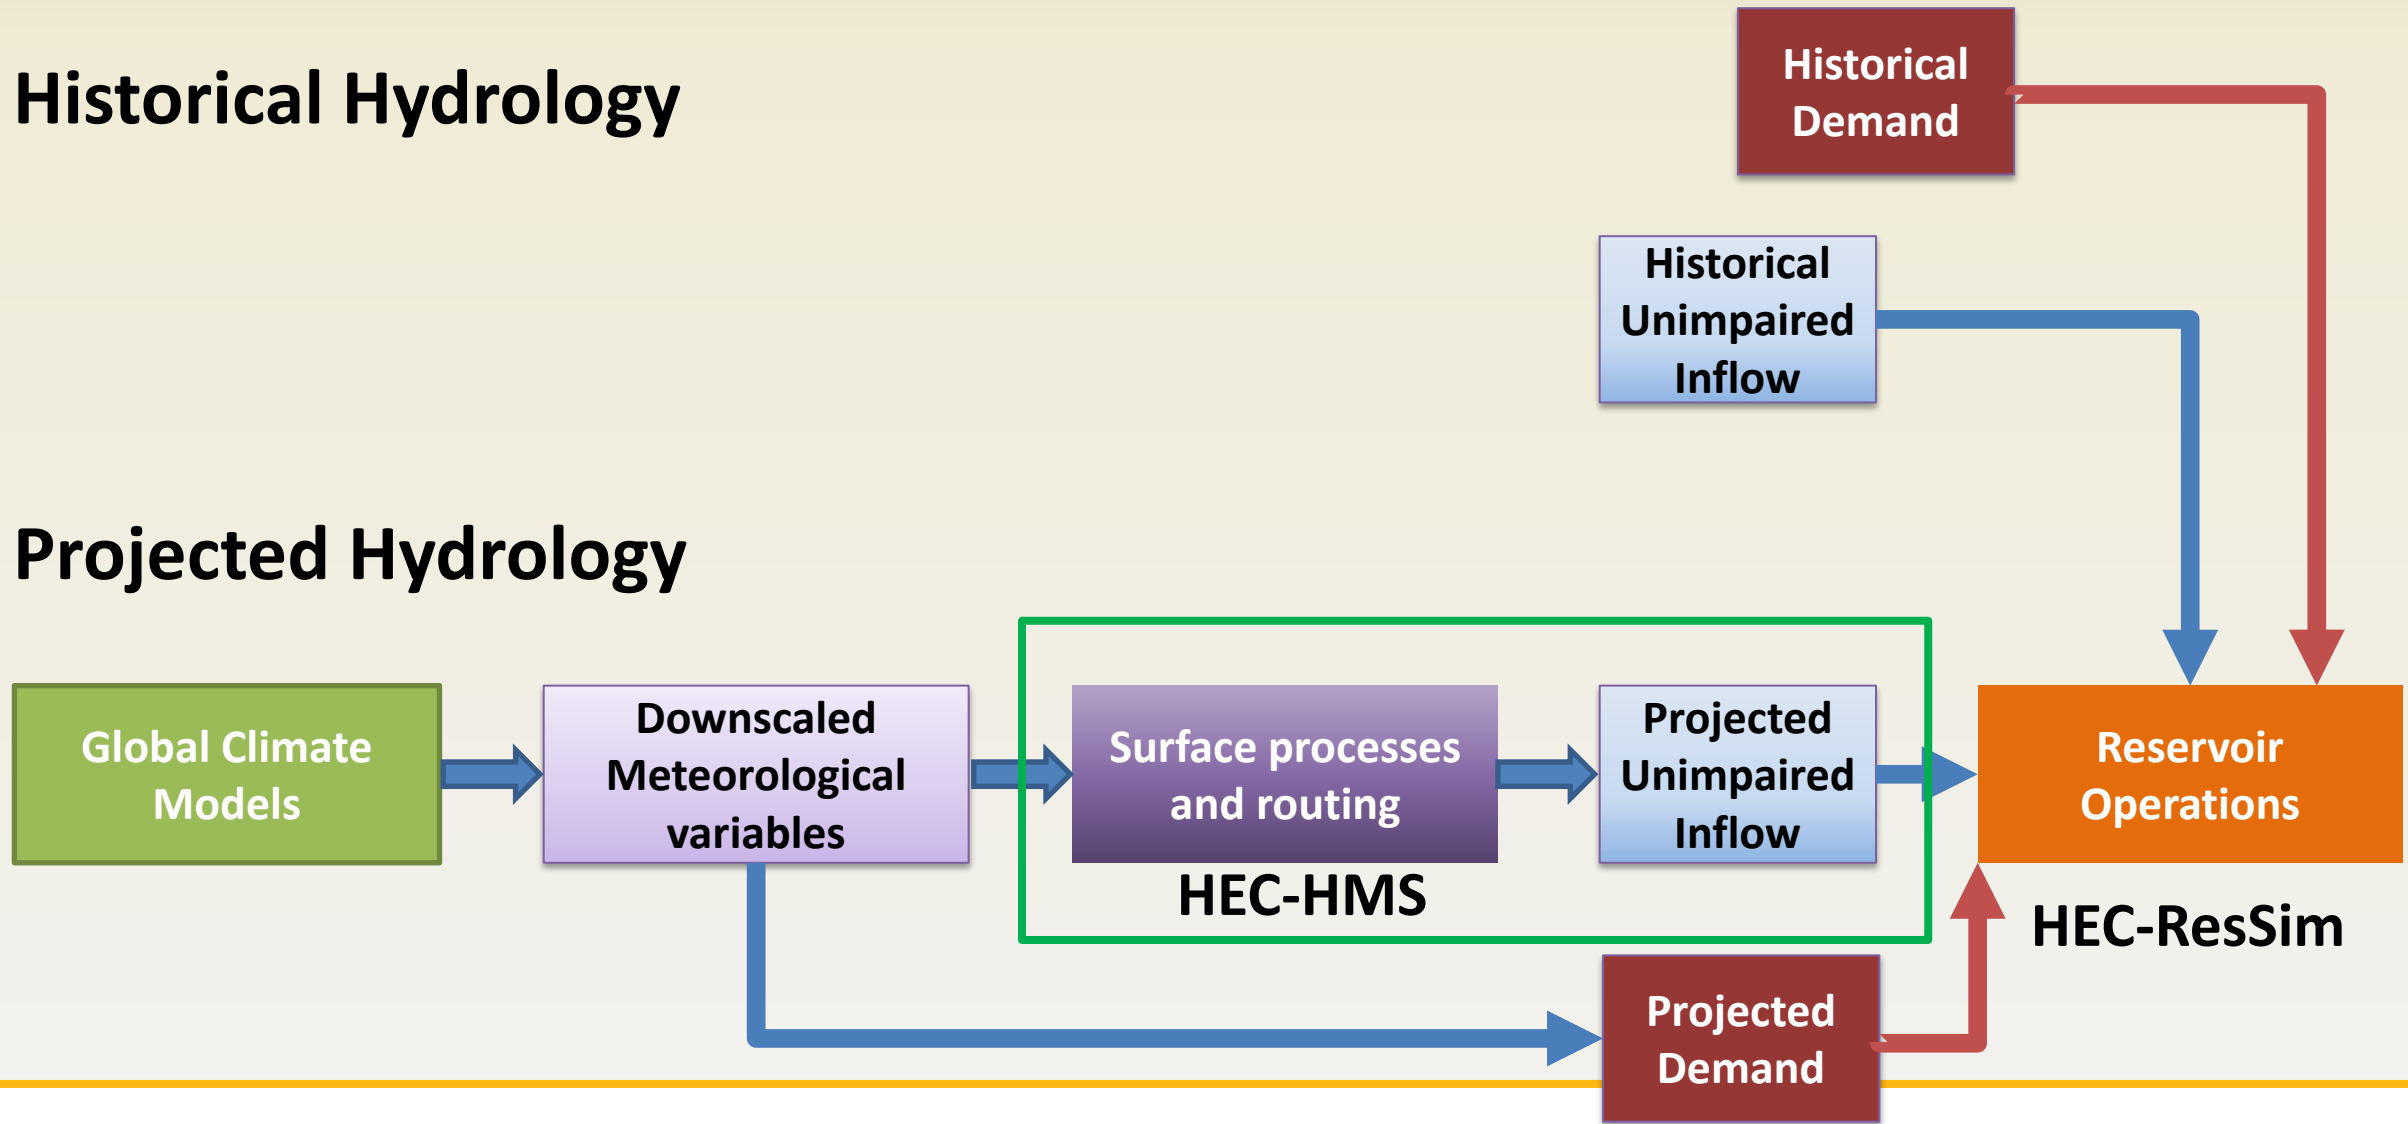 Historical Hydrology
Historical
Demand
Historical
Unimpaired
Inflow
Projected Hydrology
Global Climate
Models
Downscaled
Meteorological
variables
Surface processes
and routing
HEC-HMS
Projected
Unimpaired
Inflow
Reservoir
Operations
HEC-ResSim
Projected
Demand